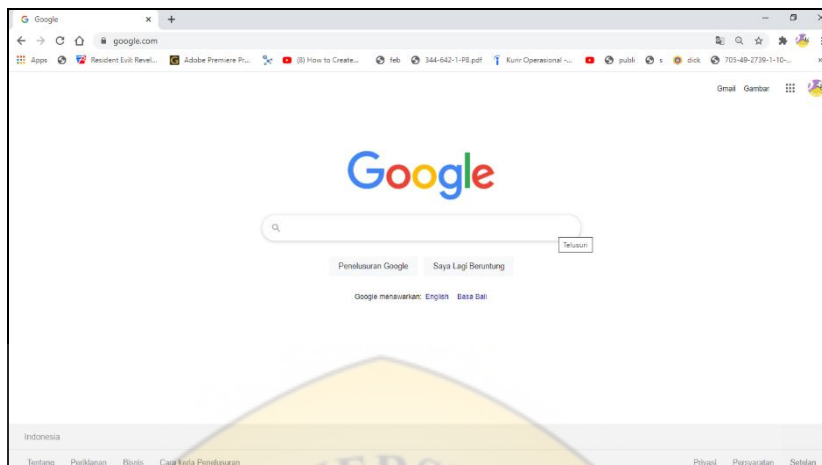 Google
google.com
Apps Resident Evil: Revel... Adobe Premiere Pr... (8) How to Create... feb 344-642-1-PB.pdf Kurir Operasional -... publi s dick 705-49-2739-1-10-...
Gmail Gambar
Google
Telusuri
Penelusuran Google Saya Lagi Beruntung
Google menawarkan: English Basa Bali
Indonesia
Tentang Periklanan Bisnis Cara kerja Penelusuran Privasi Persyaratan Setelan